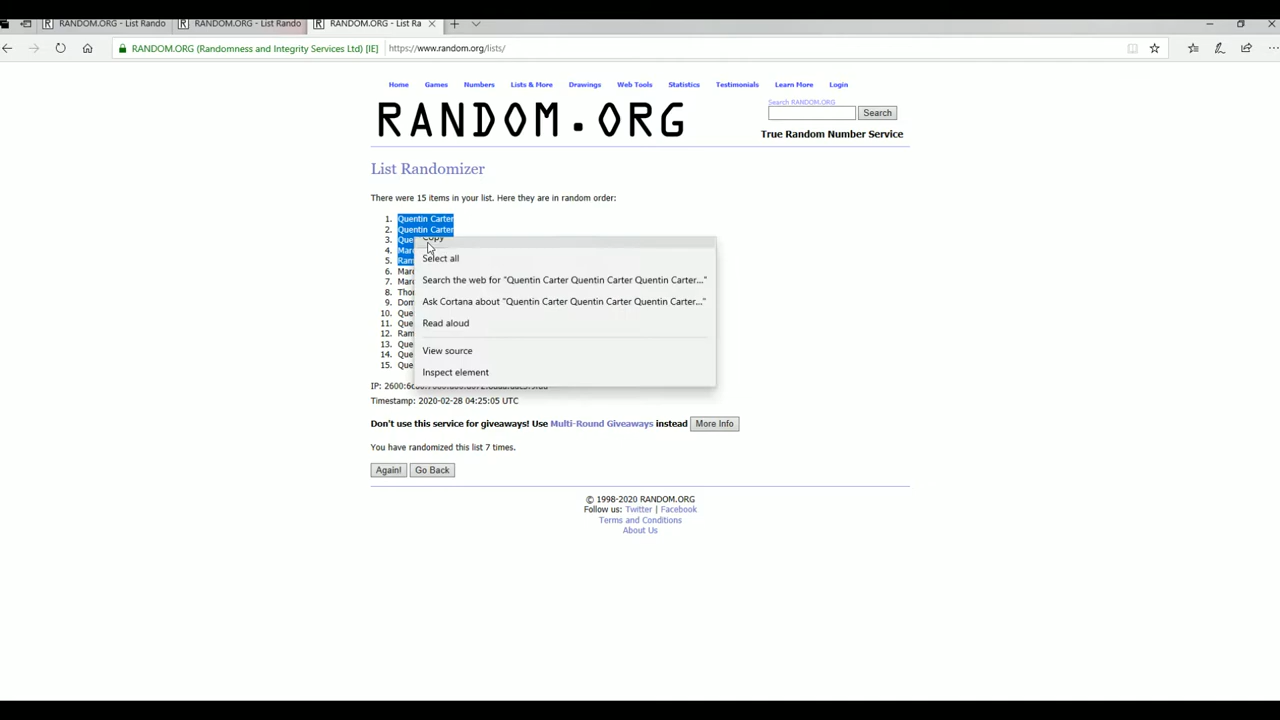 RANDOM.ORG - List Rando
RANDOM.ORG - List Rando
RANDOM.ORG - List Ra
RANDOM.ORG (Randomness and Integrity Services Ltd) [IE]
https://www.random.org/lists/
Home Games Numbers Lists & More Drawings Web Tools Statistics Testimonials Learn More Login
RANDOM.ORG
Search RANDOM.ORG
Search
True Random Number Service
List Randomizer
There were 15 items in your list. Here they are in random order:
1. Quentin Carter
2. Quentin Carter
3. Que
4. Marc
5. Ram
6. Marc
7. Marc
8. Tho
9. Dom
10. Que
11. Que
12. Ram
13. Que
14. Que
15. Que
Copy
Select all
Search the web for "Quentin Carter Quentin Carter Quentin Carter..."
Ask Cortana about "Quentin Carter Quentin Carter Quentin Carter..."
Read aloud
View source
Inspect element
IP:
Timestamp: 2020-02-28 04:25:05 UTC
Don't use this service for giveaways! Use Multi-Round Giveaways instead More Info
You have randomized this list 7 times.
Again! Go Back
© 1998-2020 RANDOM.ORG
Follow us: Twitter | Facebook
Terms and Conditions
About Us